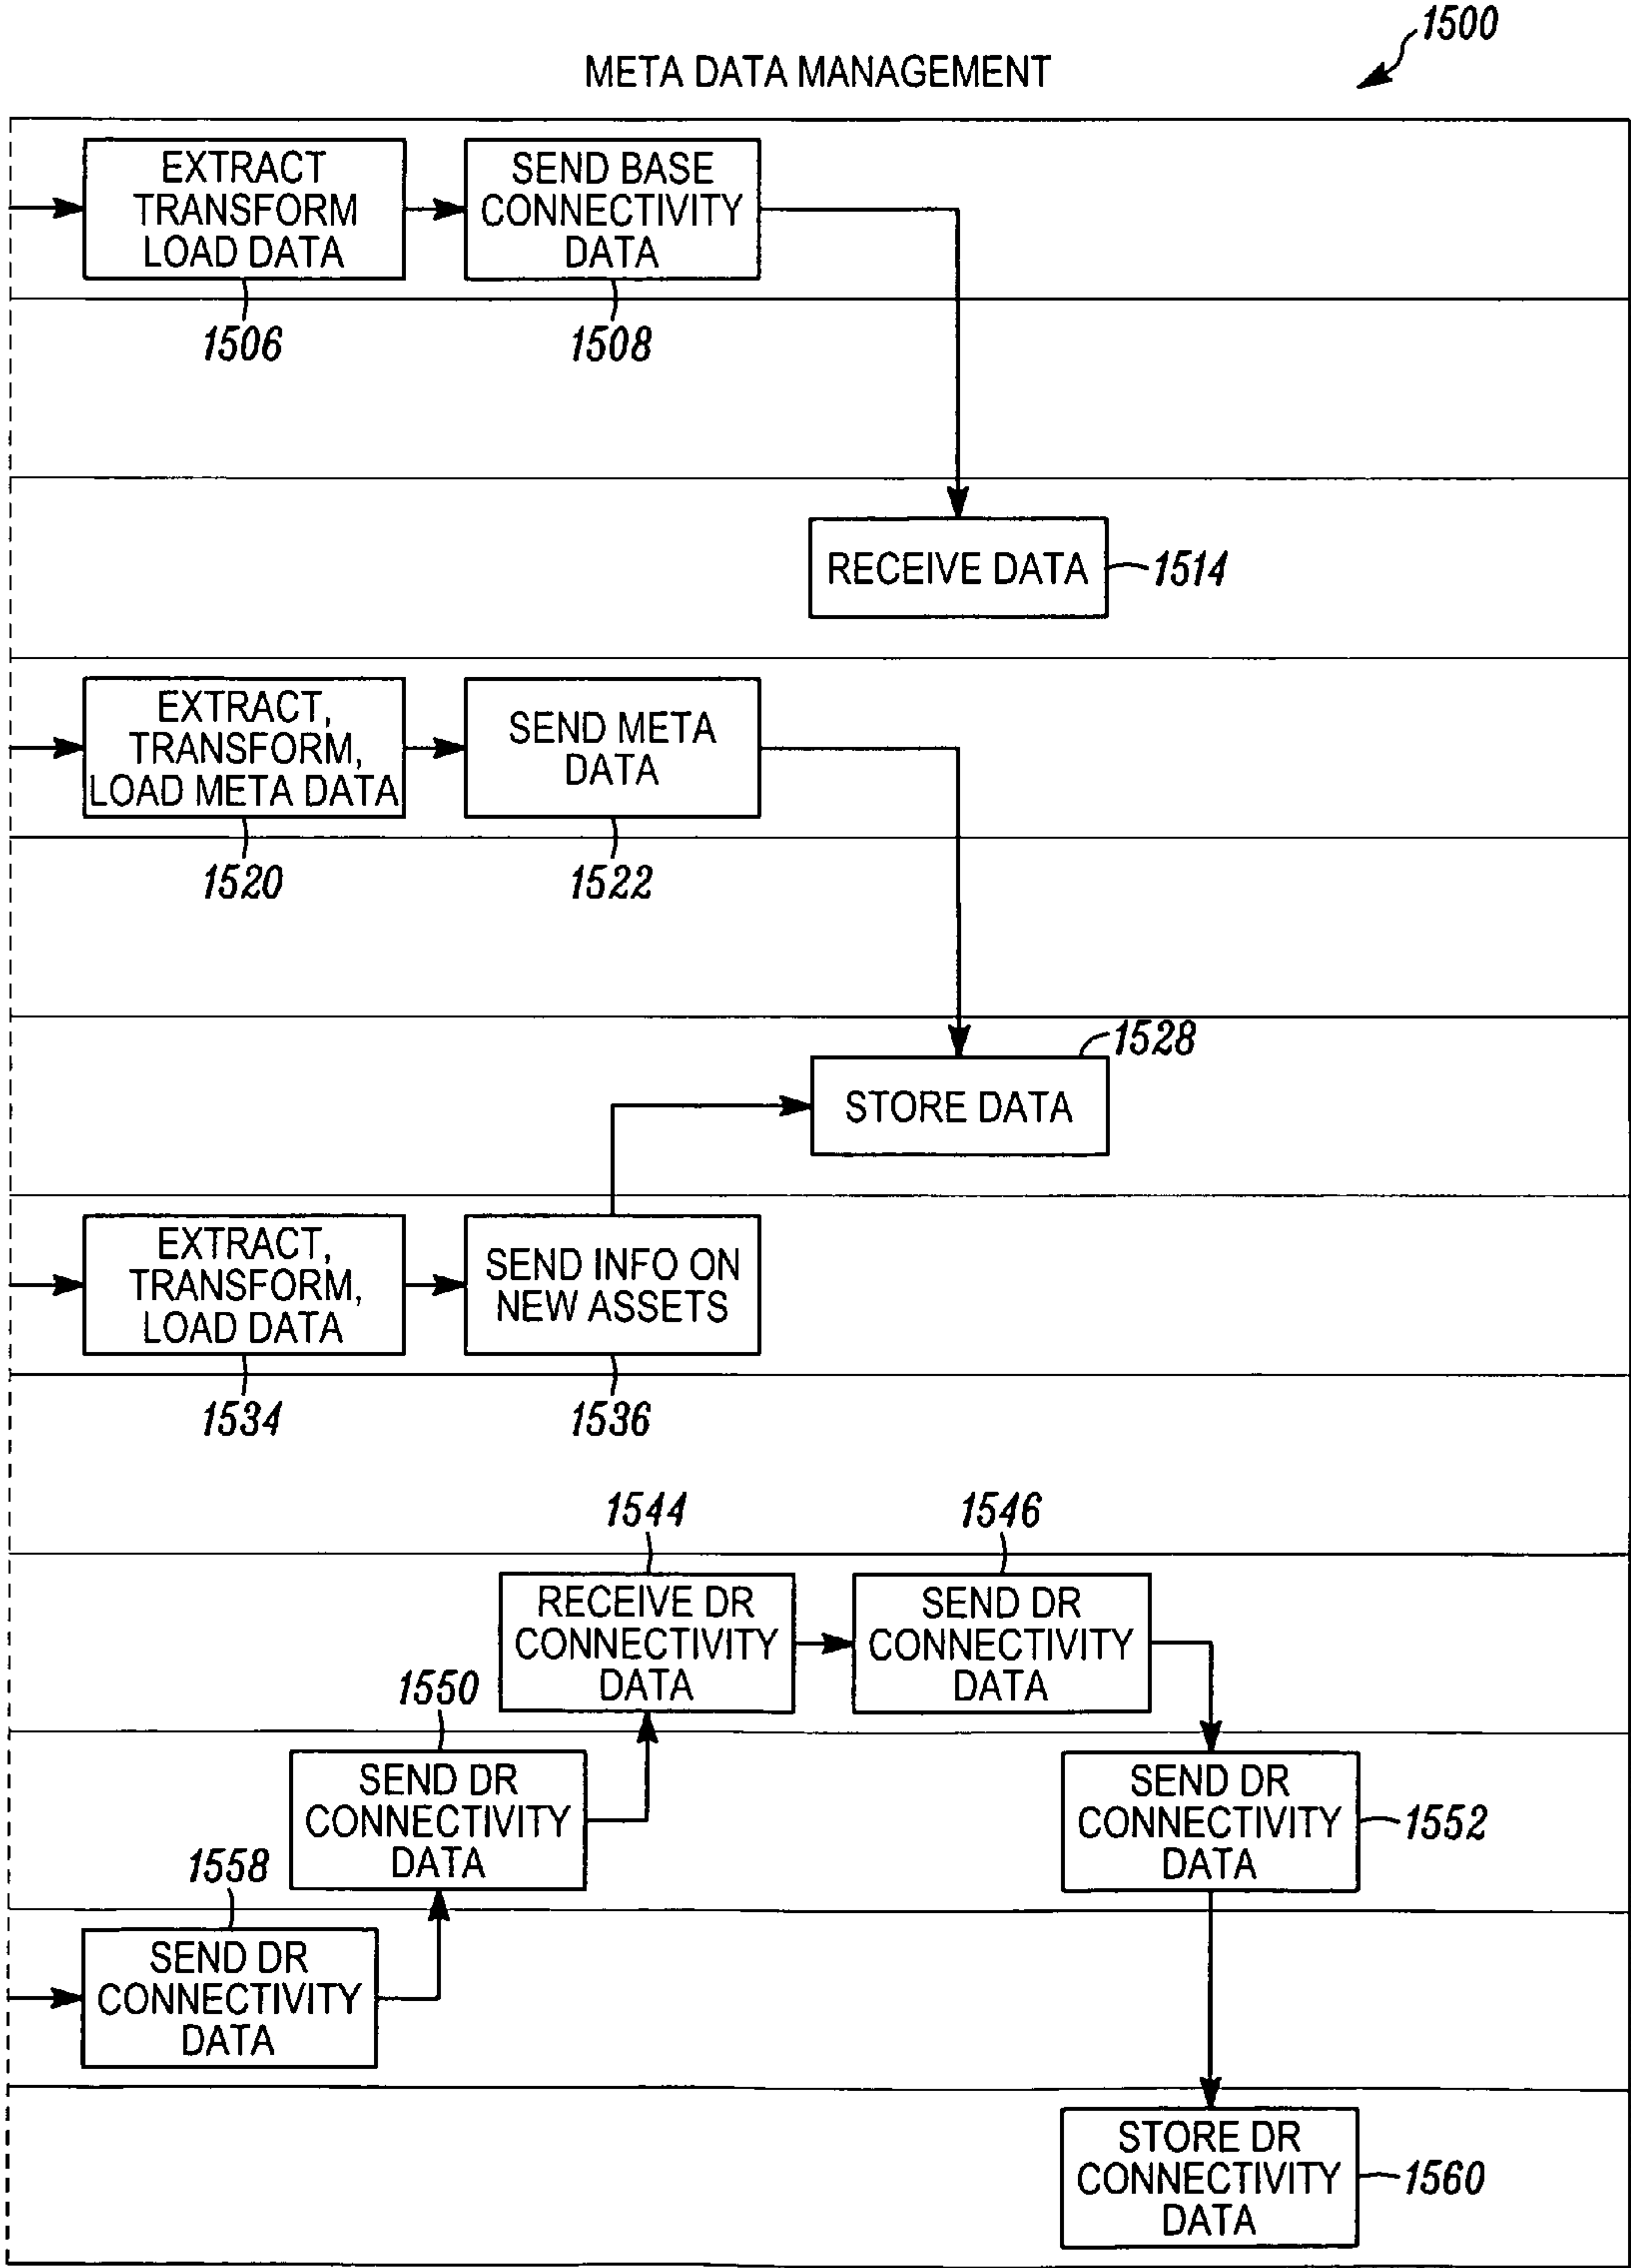 1500
META DATA MANAGEMENT
EXTRACT
TRANSFORM
LOAD DATA
SEND BASE
CONNECTIVITY
DATA
1506
1508
RECEIVE DATA
1514
EXTRACT,
TRANSFORM,
LOAD META DATA
SEND META
DATA
1520
1522
1528
STORE DATA
EXTRACT,
TRANSFORM,
LOAD DATA
SEND INFO ON
NEW ASSETS
1534
1536
1544
1546
RECEIVE DR
CONNECTIVITY
DATA
SEND DR
CONNECTIVITY
DATA
1550
SEND DR
CONNECTIVITY
DATA
SEND DR
CONNECTIVITY
DATA
1552
1558
SEND DR
CONNECTIVITY
DATA
STORE DR
CONNECTIVITY
DATA
1560